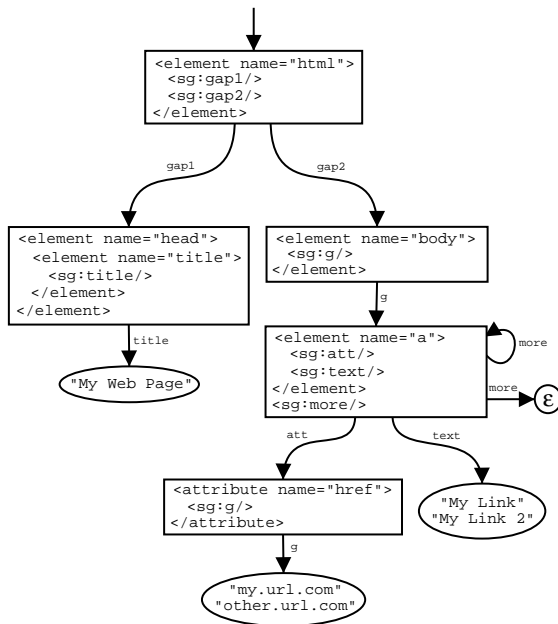 <element name="html">
<sg:gap1/>
<sg:gap2/>
</element>
gap1
gap2
<element name="head">
<element name="title">
<sg:title/>
</element>
</element>
<element name="body">
<sg:g/>
</element>
title
g
"My Web Page"
<element name="a">
<sg:att/>
<sg:text/>
</element>
<sg:more/>
more
more
ε
att
text
<attribute name="href">
<sg:g/>
</attribute>
"My Link"
"My Link 2"
g
"my.url.com"
"other.url.com"